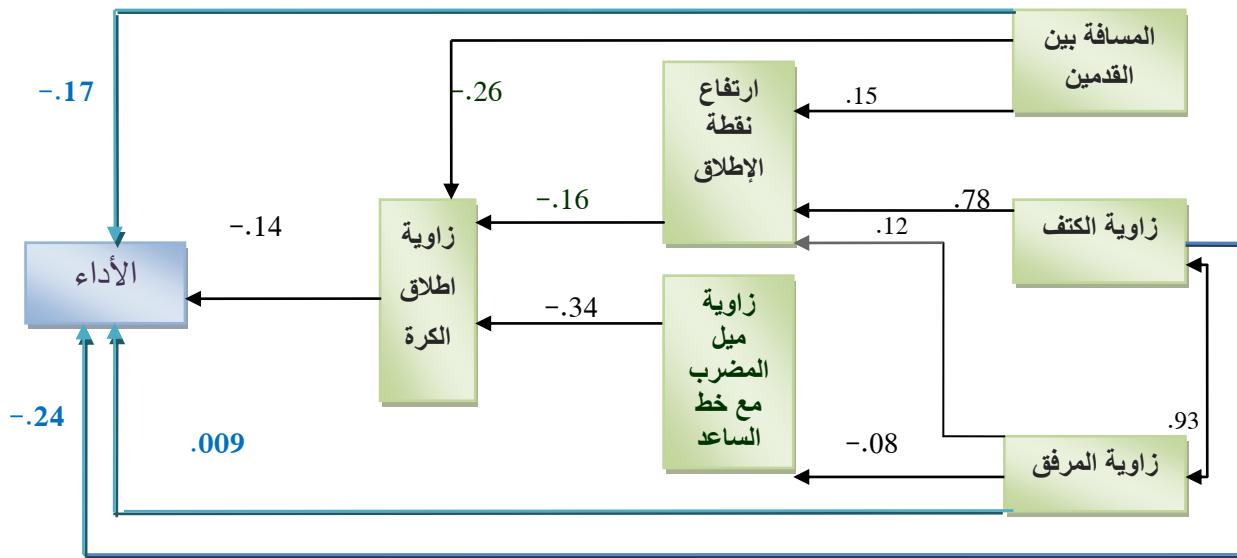 المسافة بين
القدمين
-.17
-.26
ارتفاع
نقطة
الإطلاق
.15
.78
زاوية الكتف
-.16
.12
زاوية
اطلاق
الكرة
-.14
الأداء
زاوية
ميل
المضرب
مع خط
الساعد
-.34
-.24
.009
-.08
.93
زاوية المرفق